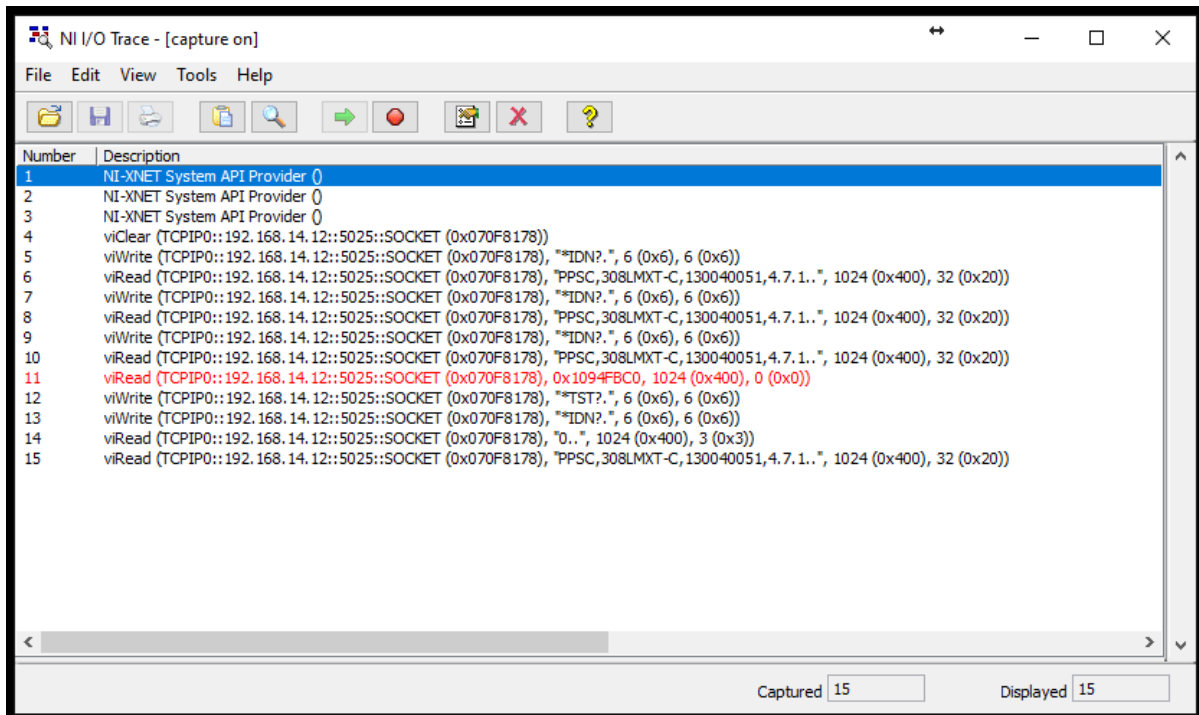 NI I/O Trace - [capture on]
File Edit View Tools Help
Number Description
1 NI-XNET System API Provider ()
2 NI-XNET System API Provider ()
3 NI-XNET System API Provider ()
4 viClear (TCPIP0::192.168.14.12::5025::SOCKET (0x070F8178))
5 viWrite (TCPIP0::192.168.14.12::5025::SOCKET (0x070F8178), "*IDN?.", 6 (0x6), 6 (0x6))
6 viRead (TCPIP0::192.168.14.12::5025::SOCKET (0x070F8178), "PPSC,308LMXT-C,130040051,4.7.1..", 1024 (0x400), 32 (0x20))
7 viWrite (TCPIP0::192.168.14.12::5025::SOCKET (0x070F8178), "*IDN?.", 6 (0x6), 6 (0x6))
8 viRead (TCPIP0::192.168.14.12::5025::SOCKET (0x070F8178), "PPSC,308LMXT-C,130040051,4.7.1..", 1024 (0x400), 32 (0x20))
9 viWrite (TCPIP0::192.168.14.12::5025::SOCKET (0x070F8178), "*IDN?.", 6 (0x6), 6 (0x6))
10 viRead (TCPIP0::192.168.14.12::5025::SOCKET (0x070F8178), "PPSC,308LMXT-C,130040051,4.7.1..", 1024 (0x400), 32 (0x20))
11 viRead (TCPIP0::192.168.14.12::5025::SOCKET (0x070F8178), 0x1094FBC0, 1024 (0x400), 0 (0x0))
12 viWrite (TCPIP0::192.168.14.12::5025::SOCKET (0x070F8178), "*TST?.", 6 (0x6), 6 (0x6))
13 viWrite (TCPIP0::192.168.14.12::5025::SOCKET (0x070F8178), "*IDN?.", 6 (0x6), 6 (0x6))
14 viRead (TCPIP0::192.168.14.12::5025::SOCKET (0x070F8178), "0..", 1024 (0x400), 3 (0x3))
15 viRead (TCPIP0::192.168.14.12::5025::SOCKET (0x070F8178), "PPSC,308LMXT-C,130040051,4.7.1..", 1024 (0x400), 32 (0x20))
Captured 15 Displayed 15